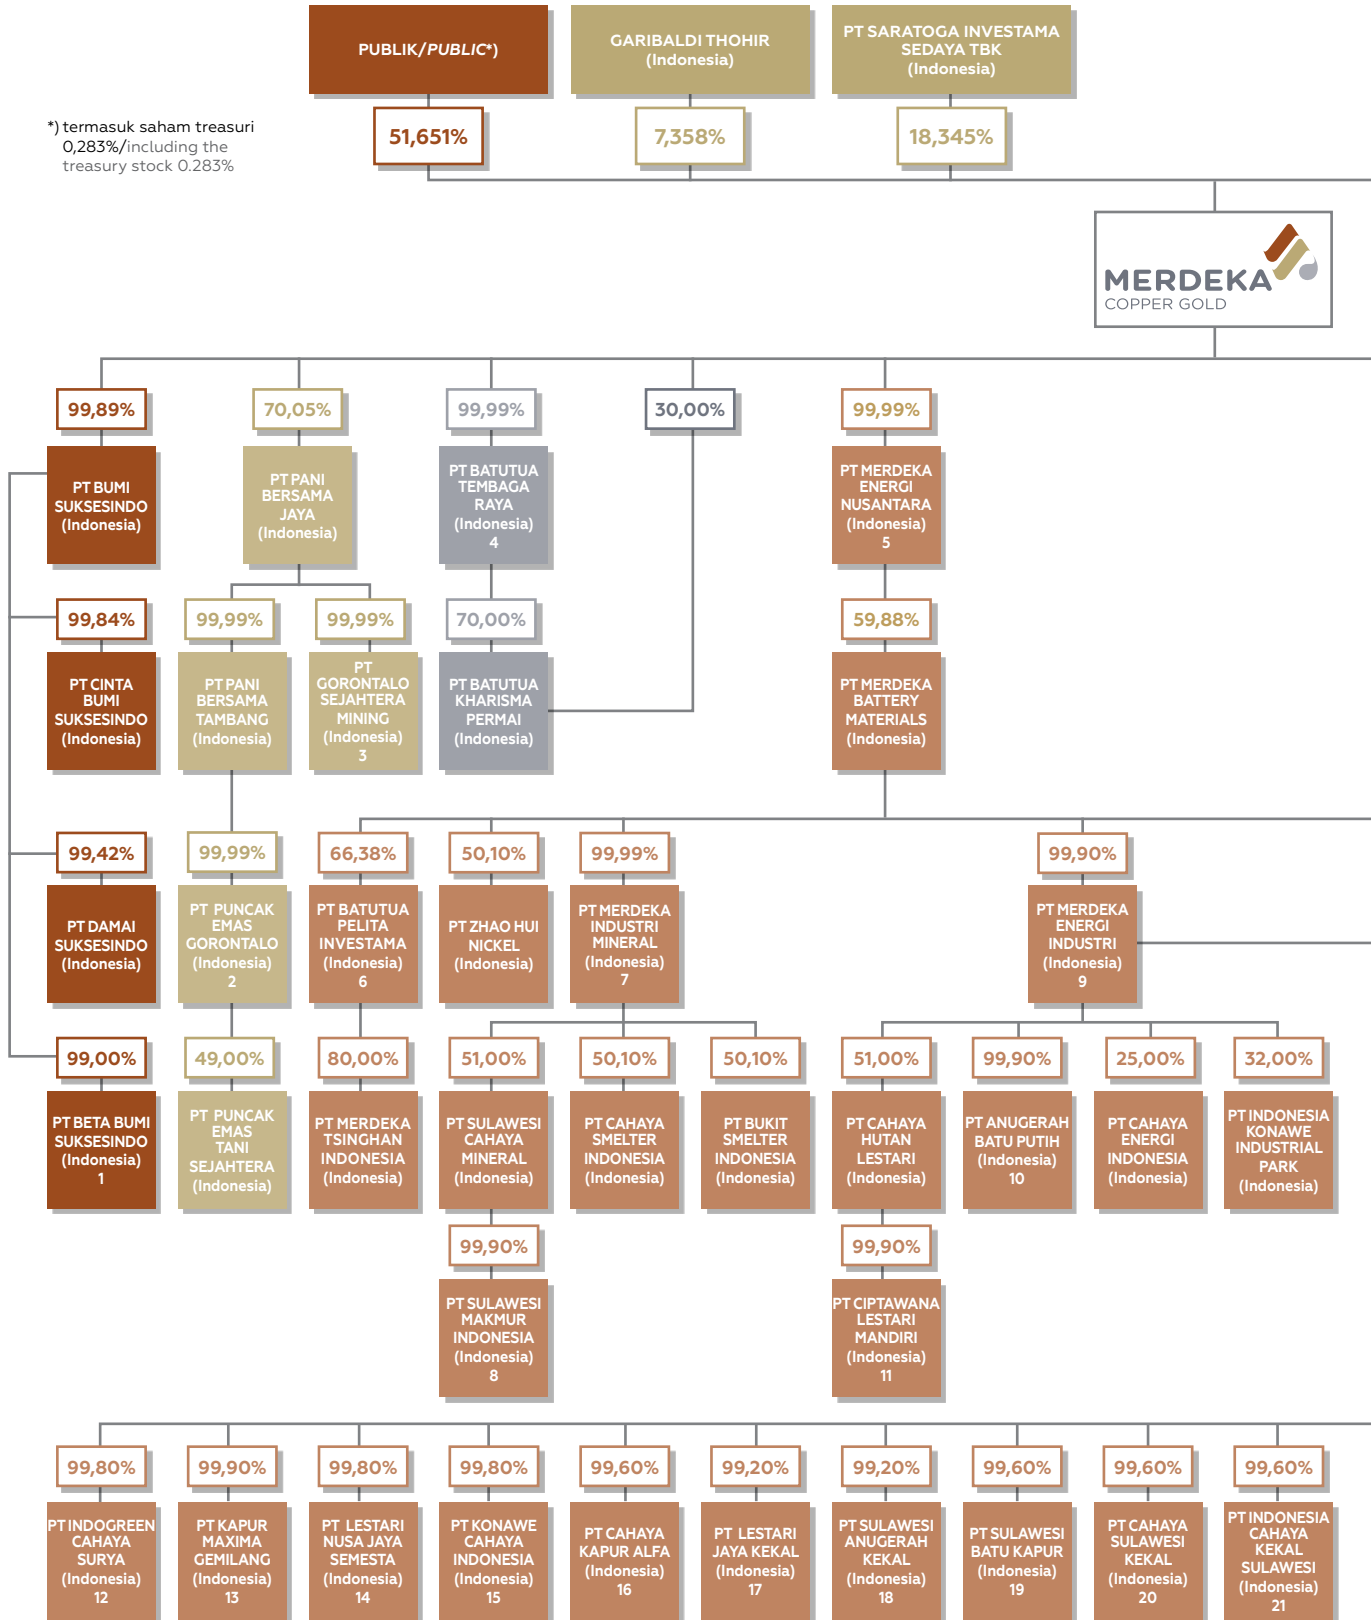 PUBLIK/PUBLIC*)
GARIBALDI THOHIR
(Indonesia)
PT SARATOGA INVESTAMA
SEDAYA TBK
(Indonesia)
51,651%
7,358%
18,345%
*) termasuk saham treasuri
0,283%/including the
treasury stock 0.283%
MERDEKA
COPPER GOLD
99,89%
70,05%
99,99%
30,00%
99,99%
PT BUMI
SUKSESINDO
(Indonesia)
PT PANI
BERSAMA
JAYA
(Indonesia)
PT BATUTUA
TEMBAGA
RAYA
(Indonesia)
4
PT MERDEKA
ENERGI
NUSANTARA
(Indonesia)
5
99,84%
99,99%
99,99%
70,00%
59,88%
PT CINTA
BUMI
SUKSESINDO
(Indonesia)
PT PANI
BERSAMA
TAMBANG
(Indonesia)
PT
GORONTALO
SEJAHTERA
MINING
(Indonesia)
3
PT BATUTUA
KHARISMA
PERMAI
(Indonesia)
PT MERDEKA
BATTERY
MATERIALS
(Indonesia)
99,42%
99,99%
66,38%
50,10%
99,99%
99,90%
PT DAMAI
SUKSESINDO
(Indonesia)
PT PUNCAK
EMAS
GORONTALO
(Indonesia)
2
PT BATUTUA
PELITA
INVESTAMA
(Indonesia)
6
PT ZHAO HUI
NICKEL
(Indonesia)
PT MERDEKA
INDUSTRI
MINERAL
(Indonesia)
7
PT MERDEKA
ENERGI
INDUSTRI
(Indonesia)
9
99,00%
49,00%
80,00%
51,00%
50,10%
50,10%
51,00%
99,90%
25,00%
32,00%
PT BETA BUMI
SUKSESINDO
(Indonesia)
1
PT PUNCAK
EMAS
TANI
SEJAHTERA
(Indonesia)
PT MERDEKA
TSINGHAN
INDONESIA
(Indonesia)
PT SULAWESI
CAHAYA
MINERAL
(Indonesia)
PT CAHAYA
SMELTER
INDONESIA
(Indonesia)
PT BUKIT
SMELTER
INDONESIA
(Indonesia)
PT CAHAYA
HUTAN
LESTARI
(Indonesia)
PT ANUGERAH
BATU PUTIH
(Indonesia)
10
PT CAHAYA
ENERGI
INDONESIA
(Indonesia)
PT INDONESIA
KONAWE
INDUSTRIAL
PARK
(Indonesia)
99,90%
99,90%
PT SULAWESI
MAKMUR
INDONESIA
(Indonesia)
8
PT CIPTAWANA
LESTARI
MANDIRI
(Indonesia)
11
99,80%
99,90%
99,80%
99,80%
99,60%
99,20%
99,20%
99,60%
99,60%
99,60%
PT INDOGREEN
CAHAYA
SURYA
(Indonesia)
12
PT KAPUR
MAXIMA
GEMILANG
(Indonesia)
13
PT LESTARI
NUSA JAYA
SEMESTA
(Indonesia)
14
PT KONAWE
CAHAYA
INDONESIA
(Indonesia)
15
PT CAHAYA
KAPUR ALFA
(Indonesia)
16
PT LESTARI
JAYA KEKAL
(Indonesia)
17
PT SULAWESI
ANUGERAH
KEKAL
(Indonesia)
18
PT SULAWESI
BATU KAPUR
(Indonesia)
19
PT CAHAYA
SULAWESI
KEKAL
(Indonesia)
20
PT INDONESIA
CAHAYA
KEKAL
SULAWESI
(Indonesia)
21